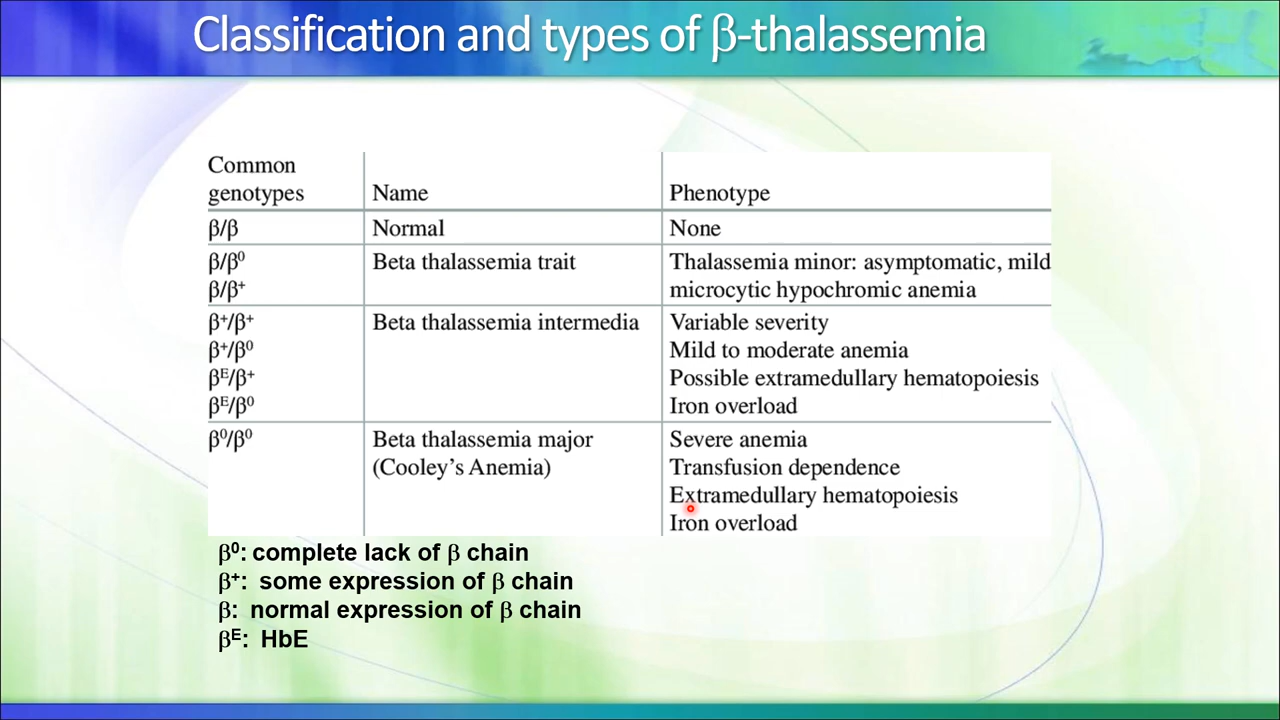 Classification and types of β-thalassemia
Common
genotypes
Name
Phenotype
β/β
Normal
None
β/β⁰
Beta thalassemia trait
Thalassemia minor: asymptomatic, mild
β/β⁺
microcytic hypochromic anemia
β⁺/β⁺
Beta thalassemia intermedia
Variable severity
β⁺/β⁰
Mild to moderate anemia
βᴱ/β⁺
Possible extramedullary hematopoiesis
βᴱ/β⁰
Iron overload
β⁰/β⁰
Beta thalassemia major
Severe anemia
(Cooley's Anemia)
Transfusion dependence
Extramedullary hematopoiesis
Iron overload
β⁰: complete lack of β chain
β⁺: some expression of β chain
β: normal expression of β chain
βᴱ: HbE